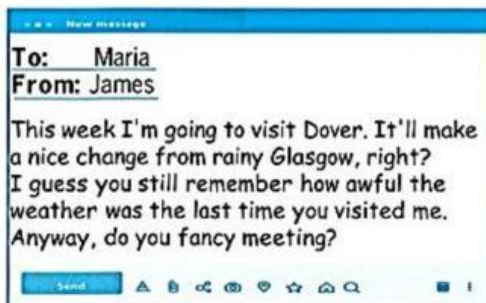 New message
To: Maria
From: James
This week I'm going to visit Dover. It'll make
a nice change from rainy Glasgow, right?
I guess you still remember how awful the
weather was the last time you visited me.
Anyway, do you fancy meeting?
Send